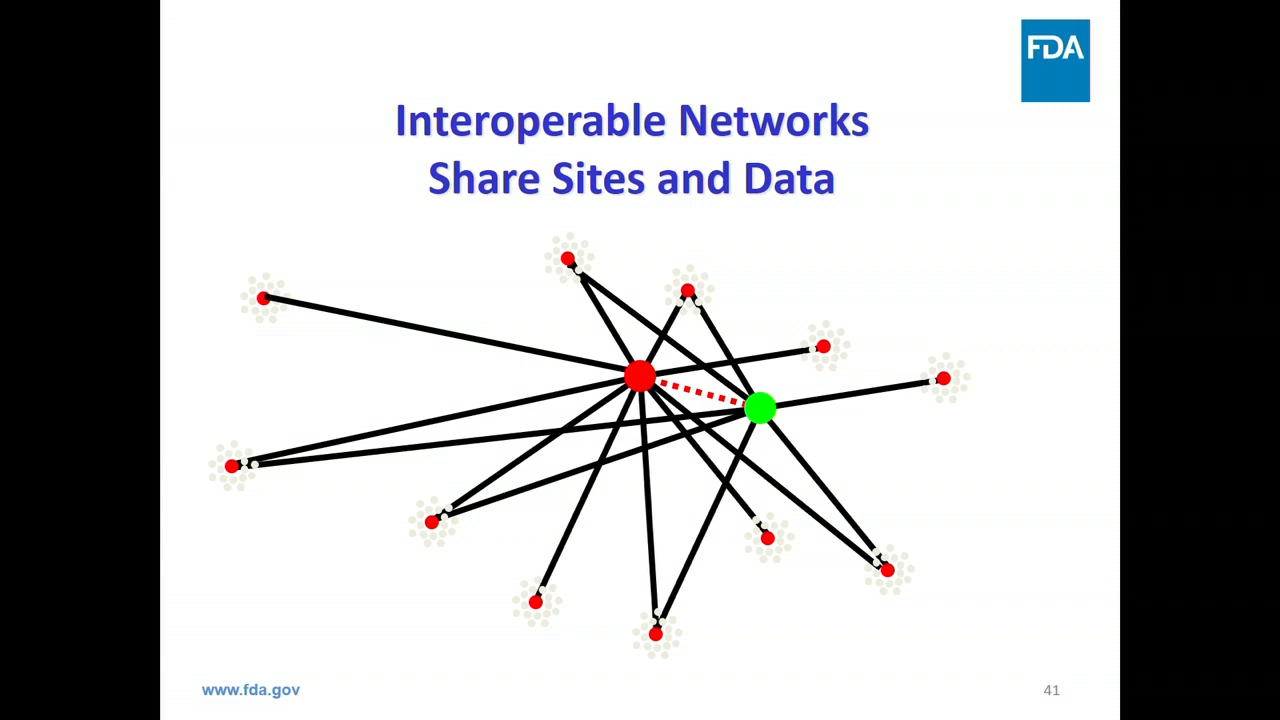 FDA
Interoperable Networks
Share Sites and Data
www.fda.gov
41